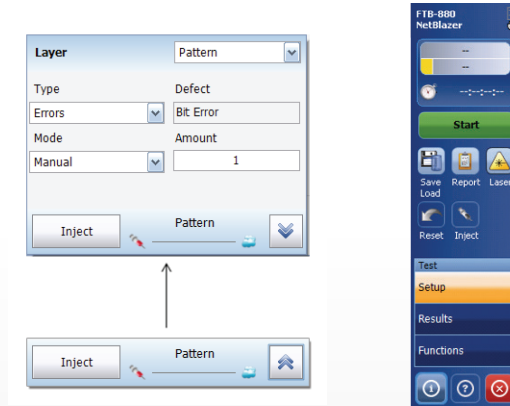 Layer Pattern
Type Defect
Errors Bit Error
Mode Amount
Manual 1
Inject Pattern
Inject Pattern
FTB-880
NetBlazer
--
--
--:--:--
Start
Save Report Laser
Load
Reset Inject
Test
Setup
Results
Functions